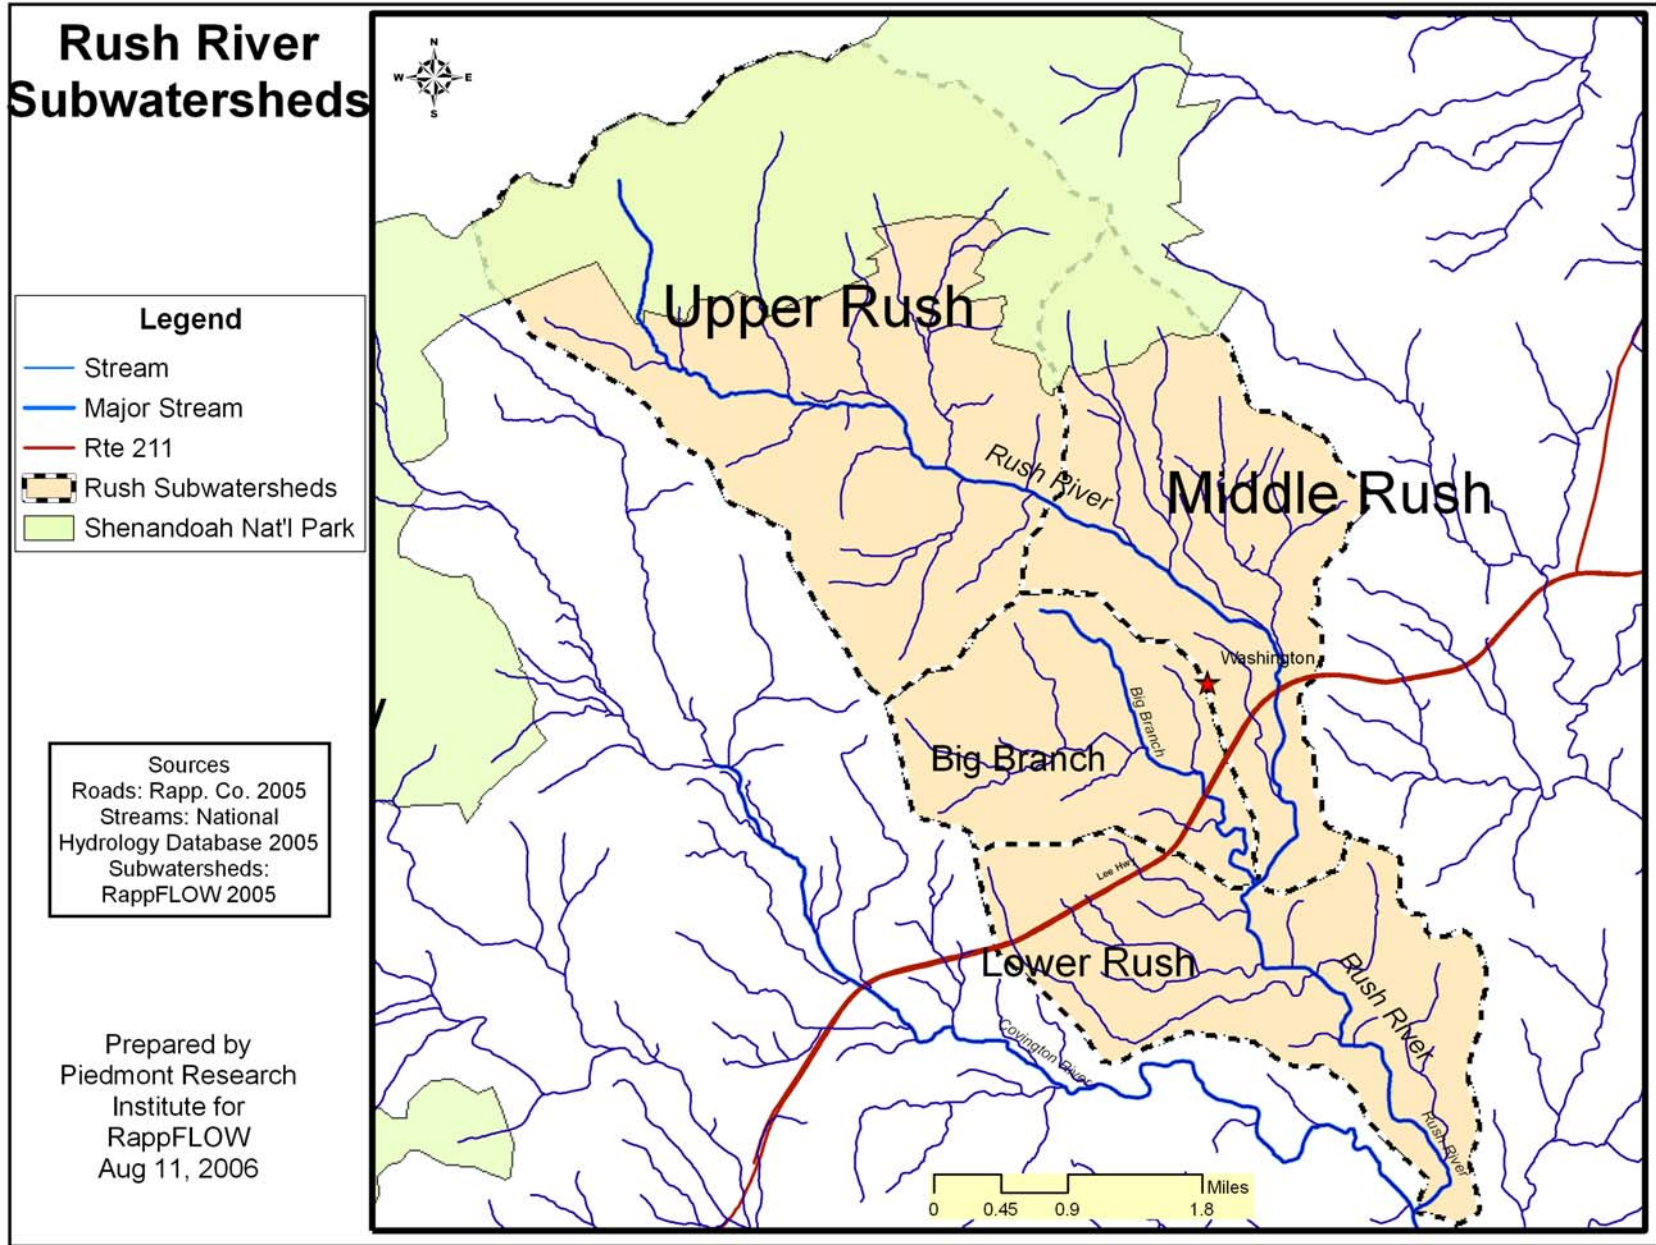 Rush River
Subwatersheds
N
W
E
S
Legend
Stream
Major Stream
Rte 211
Rush Subwatersheds
Shenandoah Nat'l Park
Sources
Roads: Rapp. Co. 2005
Streams: National
Hydrology Database 2005
Subwatersheds:
RappFLOW 2005
Prepared by
Piedmont Research
Institute for
RappFLOW
Aug 11, 2006
Upper Rush
Rush River
Middle Rush
Washington
Big Branch
Big Branch
Lee Hwy
Lower Rush
Rush River
Covington River
Rush River
Miles
0 0.45 0.9 1.8